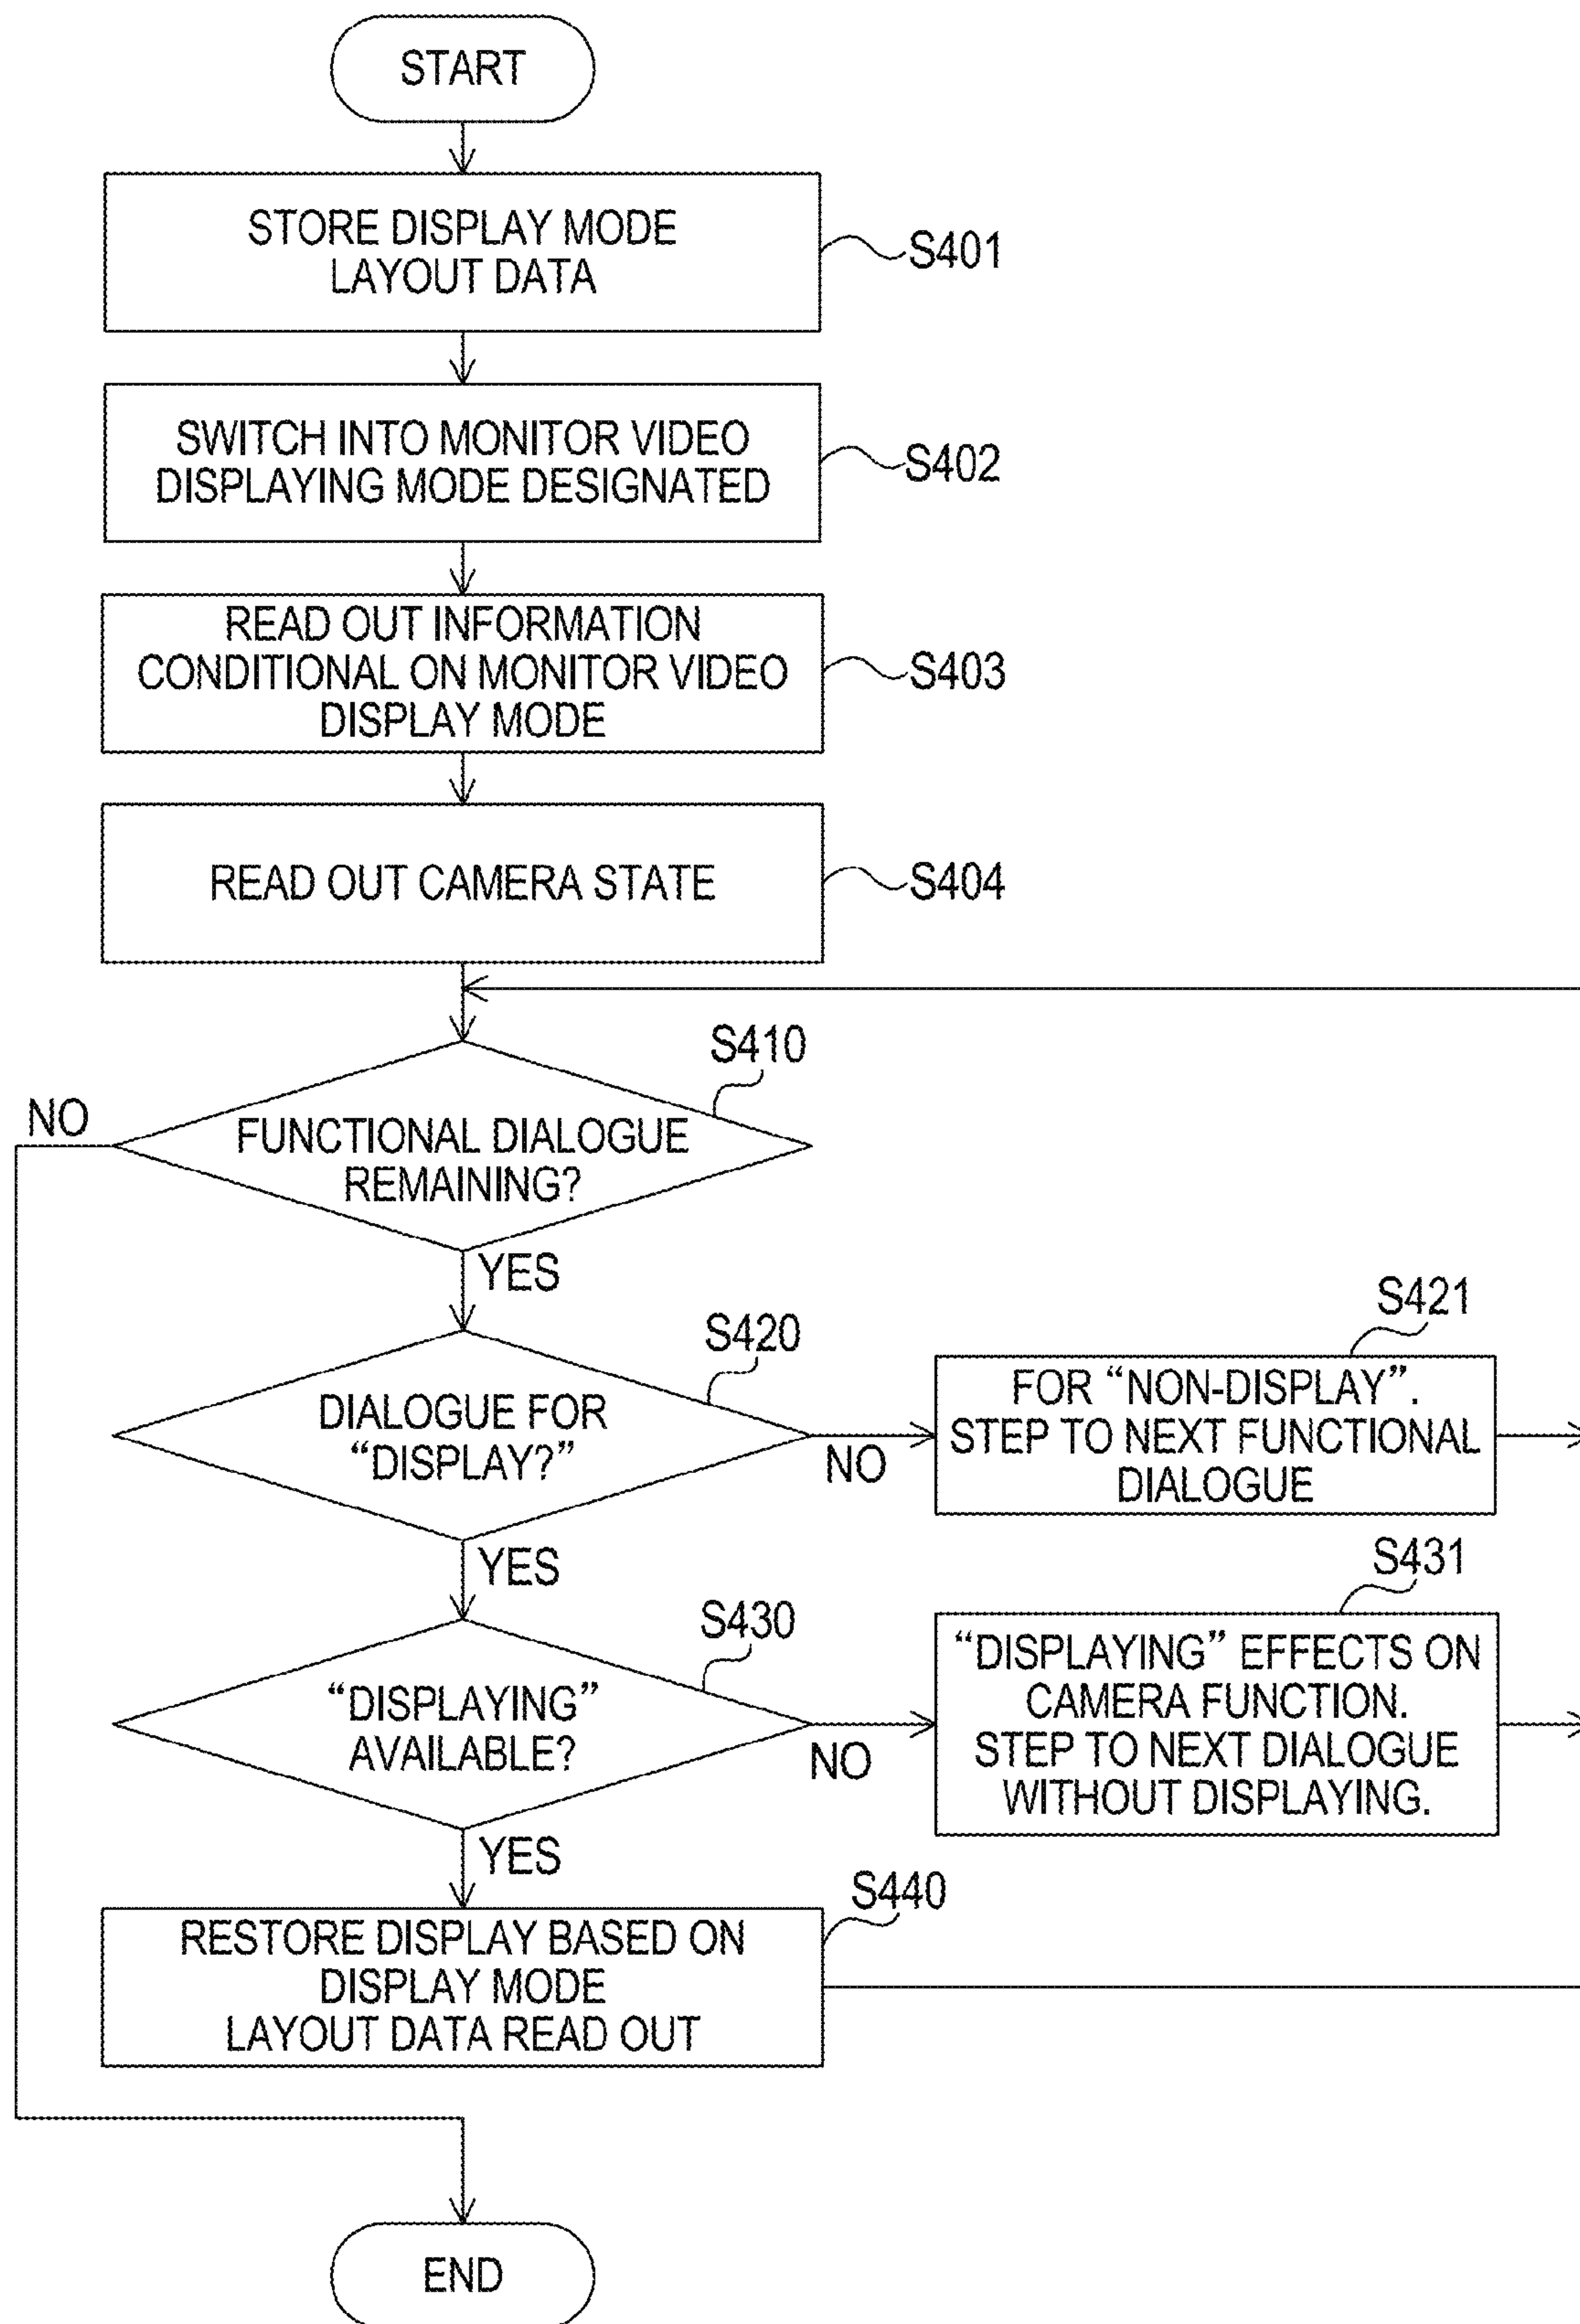 START
STORE DISPLAY MODE
LAYOUT DATA
S401
SWITCH INTO MONITOR VIDEO
DISPLAYING MODE DESIGNATED
S402
READ OUT INFORMATION
CONDITIONAL ON MONITOR VIDEO
DISPLAY MODE
S403
READ OUT CAMERA STATE
S404
S410
NO
FUNCTIONAL DIALOGUE
REMAINING?
YES
S420
DIALOGUE FOR
“DISPLAY?”
NO
S421
FOR “NON-DISPLAY”.
STEP TO NEXT FUNCTIONAL
DIALOGUE
YES
S430
“DISPLAYING”
AVAILABLE?
NO
S431
“DISPLAYING” EFFECTS ON
CAMERA FUNCTION.
STEP TO NEXT DIALOGUE
WITHOUT DISPLAYING.
YES
S440
RESTORE DISPLAY BASED ON
DISPLAY MODE
LAYOUT DATA READ OUT
END